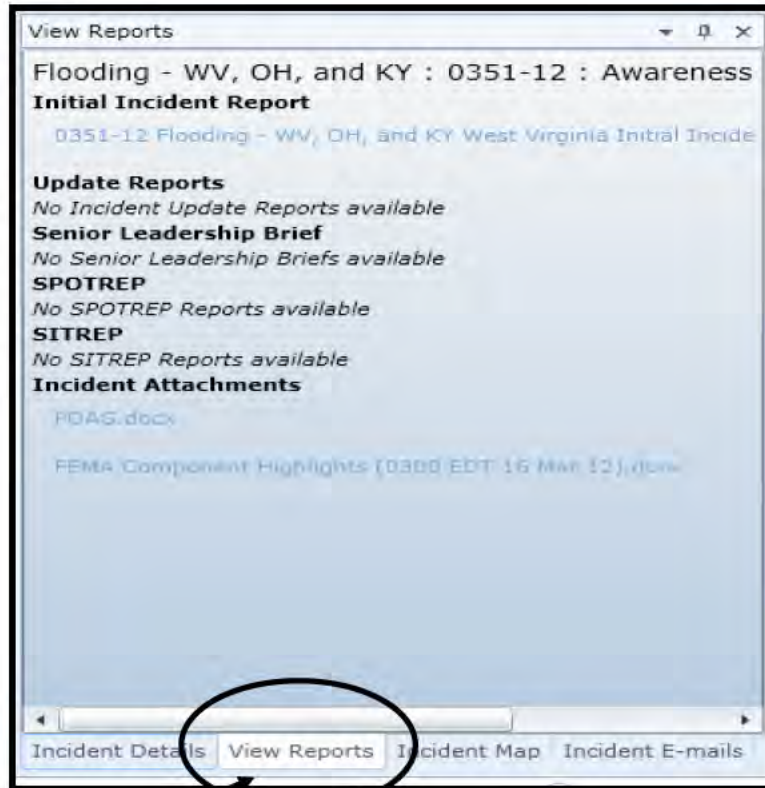 View Reports
Flooding - WV, OH, and KY : 0351-12 : Awareness
Initial Incident Report
0351-12 Flooding - WV, OH, and KY West Virginia Initial Incide
Update Reports
No Incident Update Reports available
Senior Leadership Brief
No Senior Leadership Briefs available
SPOTREP
No SPOTREP Reports available
SITREP
No SITREP Reports available
Incident Attachments
FEMA Component Highlights (0300 EDT 16 Mar 12).docx
Incident Details View Reports Incident Map Incident E-mails